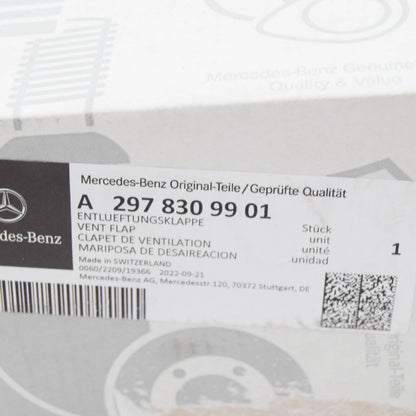 Mercedes-Benz Genuine
Quality & Value
Mercedes-Benz Original-Teile/Geprüfte Qualität
A 297 830 99 01
ENTLUEFTUNGSKLAPPE
VENT FLAP
CLAPET DE VENTILATION
MARIPOSA DE DESAIREACION
Stück
unit
unité
unidad
1
Made in SWITZERLAND
0060/2209/19366 2022-09-21
Mercedes-Benz AG, Mercedesstr.120, 70372 Stuttgart, DE
des-Benz